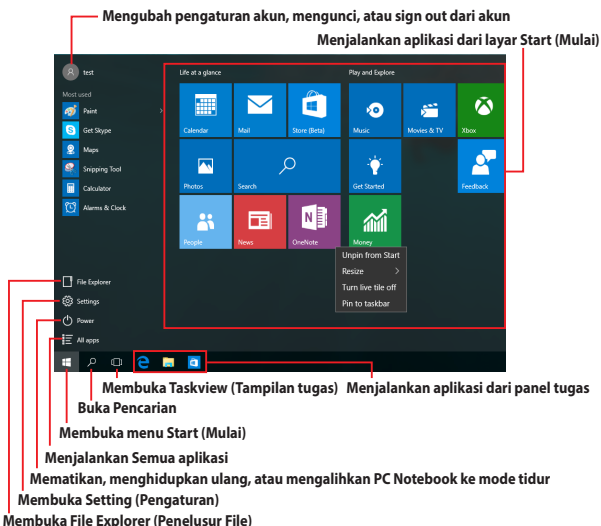 Mengubah pengaturan akun, mengunci, atau sign out dari akun
Menjalankan aplikasi dari layar Start (Mulai)
test
Most used
Paint
Get Skype
Maps
Snipping Tool
Calculator
Alarms & Clock
File Explorer
Settings
Power
All apps
Life at a glance
Play and Explore
Calendar
Mail
Store (Beta)
Music
Movies & TV
Xbox
Photos
Search
Get Started
Feedback
People
News
OneNote
Money
Unpin from Start
Resize
Turn live tile off
Pin to taskbar
Membuka Taskview (Tampilan tugas)
Menjalankan aplikasi dari panel tugas
Buka Pencarian
Membuka menu Start (Mulai)
Menjalankan Semua aplikasi
Mematikan, menghidupkan ulang, atau mengalihkan PC Notebook ke mode tidur
Membuka Setting (Pengaturan)
Membuka File Explorer (Penelusur File)